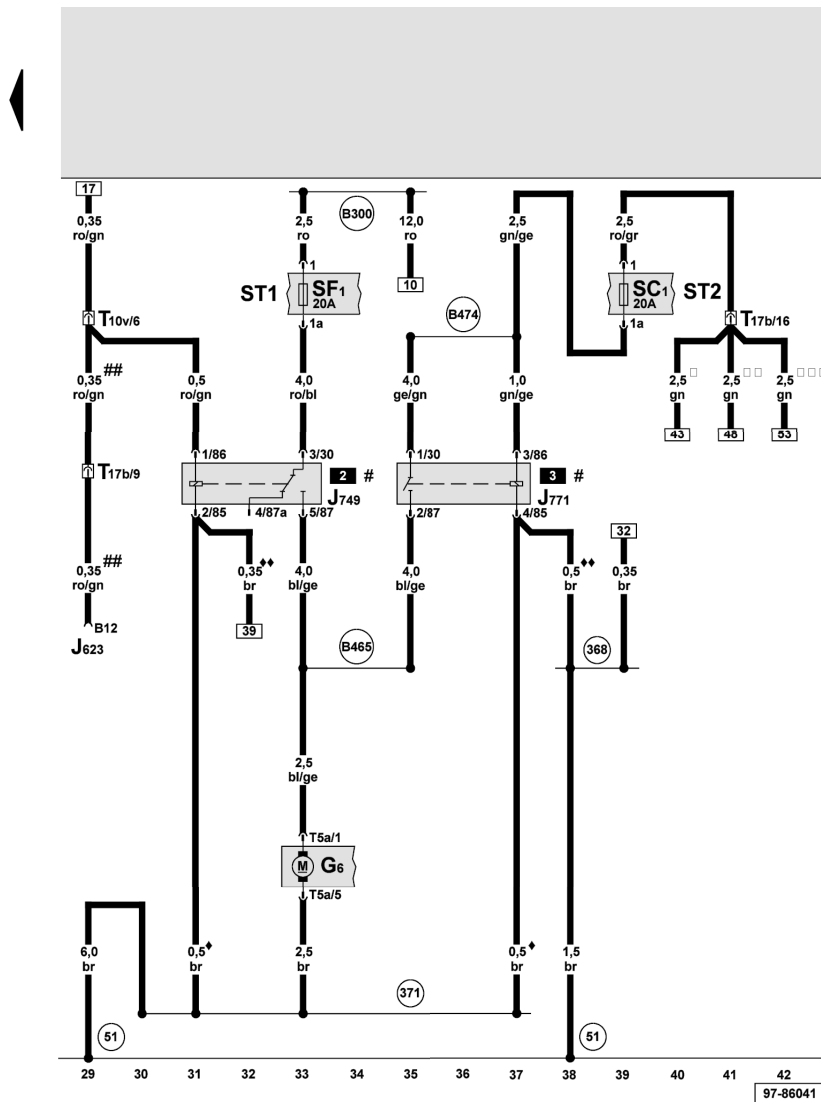 17
0,35
ro/gn
2,5
ro
B300
12,0
ro
2,5
gn/ge
2,5
ro/gr
10
1
ST1
SF1
20A
1a
1
SC1
20A
ST2
1a
T10v/6
B474
T17b/16
0,35 ##
ro/gn
0,5
ro/gn
4,0
ro/bl
4,0
ge/gn
1,0
gn/ge
2,5 □
gn
2,5 □□
gn
2,5 □□□
gn
43
48
53
1/86
3/30
1/30
3/86
T17b/9
2 #
J749
3 #
J771
2/85
4/87a
5/87
2/87
4/85
32
0,35 ##
ro/gn
0,35 ♦♦
br
4,0
bl/ge
4,0
bl/ge
0,5 ♦♦
br
0,35
br
B12
J623
39
B465
368
2,5
bl/ge
T5a/1
M
G6
T5a/5
6,0
br
0,5 ♦
br
2,5
br
0,5 ♦
br
1,5
br
371
51
51
29 30 31 32 33 34 35 36 37 38 39 40 41 42
97-86041